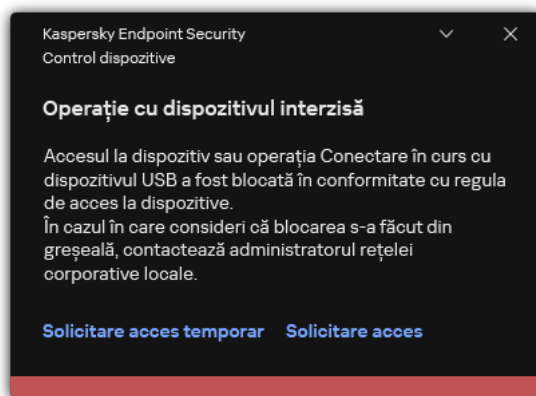 Kaspersky Endpoint Security
Control dispozitive
Operație cu dispozitivul interzisă
Accesul la dispozitiv sau operația Conectare în curs cu
dispozitivul USB a fost blocată în conformitate cu regula
de acces la dispozitive.
În cazul în care consideri că blocarea s-a făcut din
greșeală, contactează administratorul rețelei
corporative locale.
Solicitare acces temporar Solicitare acces